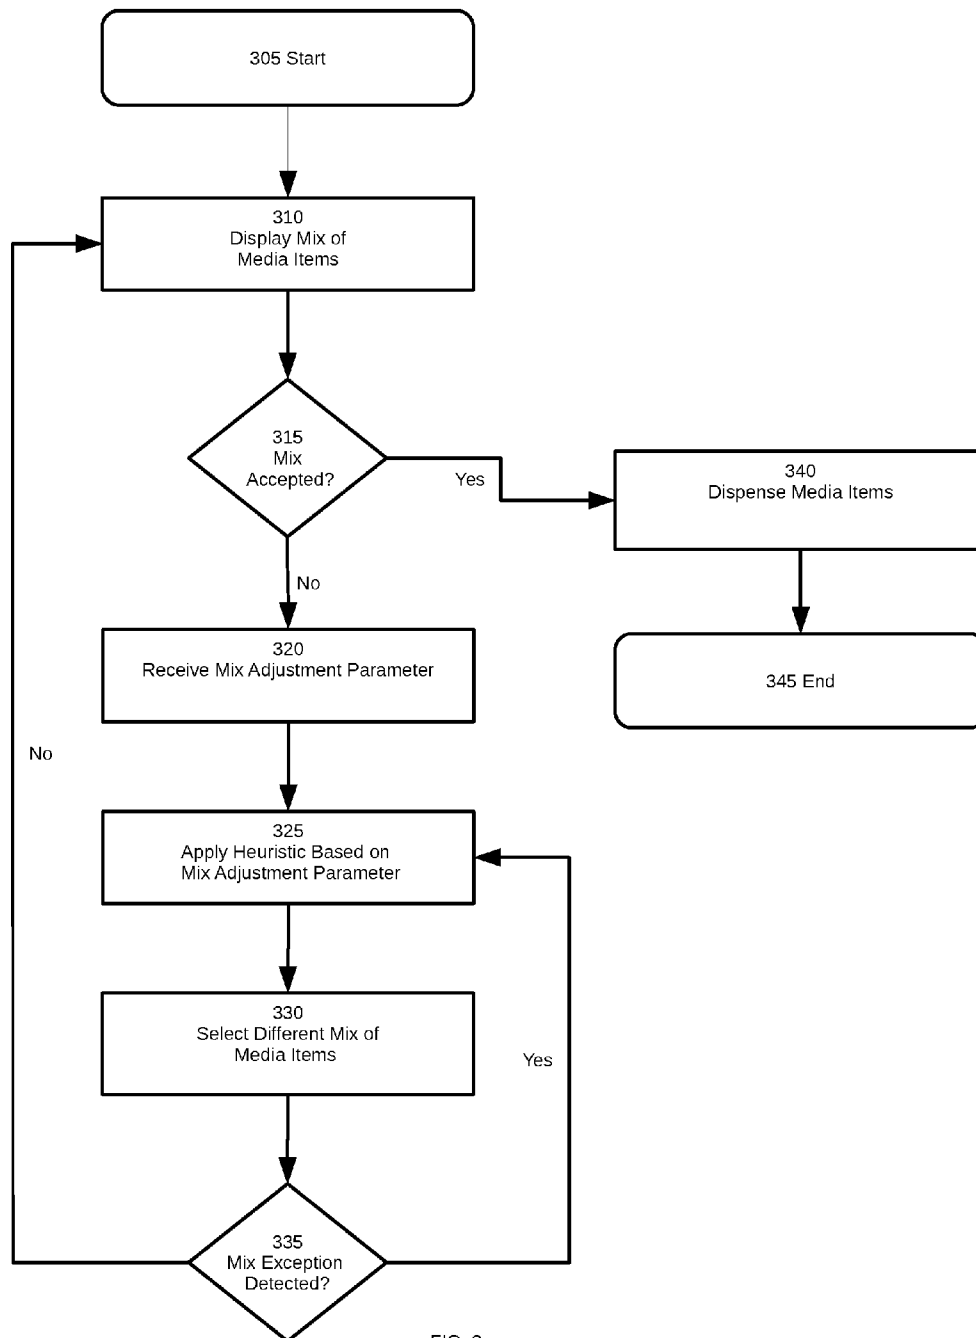 305 Start
310
Display Mix of
Media Items
315
Mix
Accepted?
Yes
340
Dispense Media Items
No
320
Receive Mix Adjustment Parameter
345 End
No
325
Apply Heuristic Based on
Mix Adjustment Parameter
330
Select Different Mix of
Media Items
Yes
335
Mix Exception
Detected?